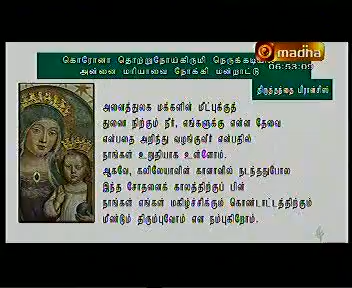 கொரோனா தொற்றுநோய்கிருமி நெருக்கடியில்
அன்னை மரியாவை நோக்கி மன்றாட்டு
madha
06:53:09
திருத்தந்தை பிரான்சிஸ்
அனைத்துலக மக்களின் மீட்புக்குத்
துணை நிற்கும் நீர், எங்களுக்கு என்ன தேவை
என்பதை அறிந்து வழங்குவீர் என்பதில்
நாங்கள் உறுதியாக உள்ளோம்.
ஆகவே, கலிலேயாவின் கானாவில் நடந்ததுபோல
இந்த சோதனைக் காலத்திற்குப் பின்
நாங்கள் எங்கள் மகிழ்ச்சிக்கும் கொண்டாட்டத்திற்கும்
மீண்டும் திரும்புவோம் என நம்புகிறோம்.